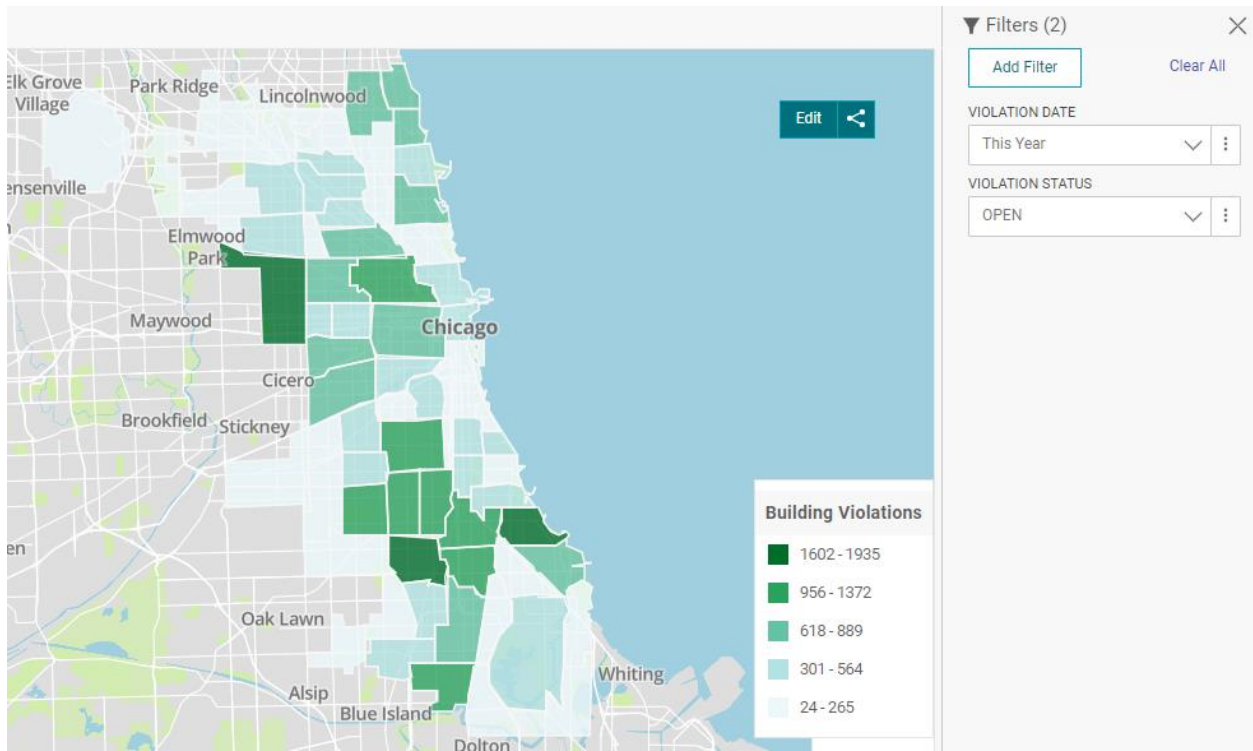 Elk Grove
Village
Park Ridge
Lincolnwood
ensenville
Elmwood
Park
Maywood
Chicago
Cicero
Brookfield
Stickney
en
Oak Lawn
Alsip
Blue Island
Whiting
Dolton
Edit
Building Violations
1602 - 1935
956 - 1372
618 - 889
301 - 564
24 - 265
Filters (2)
Add Filter
Clear All
VIOLATION DATE
This Year
VIOLATION STATUS
OPEN